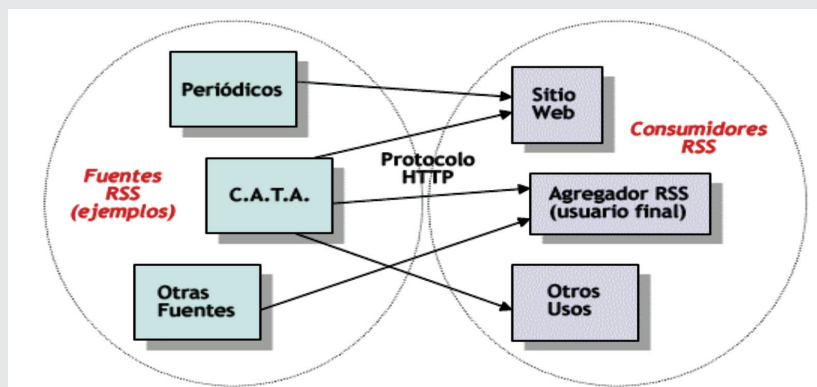 Periódicos
Fuentes
RSS
(ejemplos)
C.A.T.A.
Otras
Fuentes
Protocolo
HTTP
Sitio
Web
Consumidores
RSS
Agregador RSS
(usuario final)
Otros
Usos